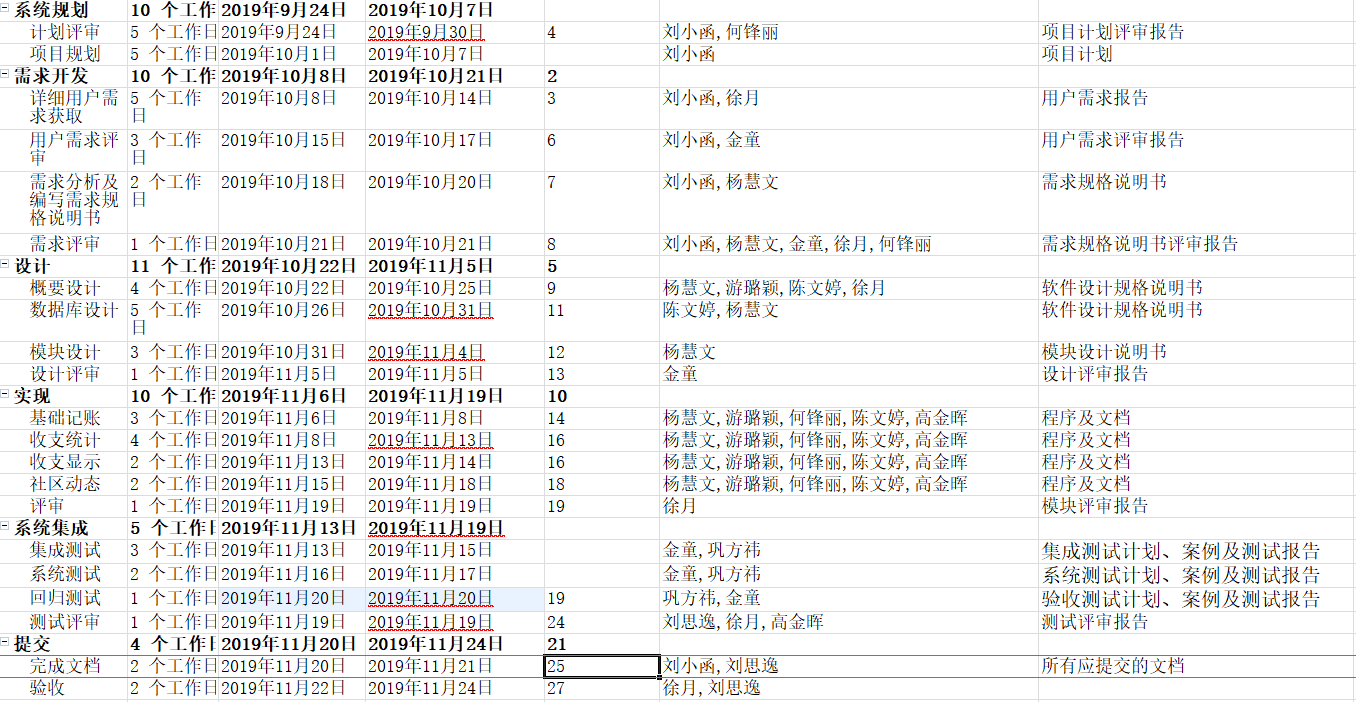 系统规划 10 个工作 2019年9月24日 2019年10月7日
计划评审 5 个工作日 2019年9月24日 2019年9月30日 4 刘小函,何锋丽 项目计划评审报告
项目规划 5 个工作日 2019年10月1日 2019年10月7日 刘小函 项目计划
需求开发 10 个工作 2019年10月8日 2019年10月21日 2
详细用户需 5 个工作 2019年10月8日 2019年10月14日 3 刘小函,徐月 用户需求报告
求获取 日
用户需求评 3 个工作 2019年10月15日 2019年10月17日 6 刘小函,金童 用户需求评审报告
审 日
需求分析及 2 个工作 2019年10月18日 2019年10月20日 7 刘小函,杨慧文 需求规格说明书
编写需求规 日
格说明书
需求评审 1 个工作日 2019年10月21日 2019年10月21日 8 刘小函,杨慧文,金童,徐月,何锋丽 需求规格说明书评审报告
设计 11 个工作 2019年10月22日 2019年11月5日 5
概要设计 4 个工作日 2019年10月22日 2019年10月25日 9 杨慧文,游璐颖,陈文婷,徐月 软件设计规格说明书
数据库设计 5 个工作 2019年10月26日 2019年10月31日 11 陈文婷,杨慧文 软件设计规格说明书
日
模块设计 3 个工作日 2019年10月31日 2019年11月4日 12 杨慧文 模块设计说明书
设计评审 1 个工作日 2019年11月5日 2019年11月5日 13 金童 设计评审报告
实现 10 个工作 2019年11月6日 2019年11月19日 10
基础记账 3 个工作日 2019年11月6日 2019年11月8日 14 杨慧文,游璐颖,何锋丽,陈文婷,高金晖 程序及文档
收支统计 4 个工作日 2019年11月8日 2019年11月13日 16 杨慧文,游璐颖,何锋丽,陈文婷,高金晖 程序及文档
收支显示 2 个工作日 2019年11月13日 2019年11月14日 16 杨慧文,游璐颖,何锋丽,陈文婷,高金晖 程序及文档
社区动态 2 个工作日 2019年11月15日 2019年11月18日 18 杨慧文,游璐颖,何锋丽,陈文婷,高金晖 程序及文档
评审 1 个工作日 2019年11月19日 2019年11月19日 19 徐月 模块评审报告
系统集成 5 个工作日 2019年11月13日 2019年11月19日
集成测试 3 个工作日 2019年11月13日 2019年11月15日 金童,巩方祎 集成测试计划、案例及测试报告
系统测试 2 个工作日 2019年11月16日 2019年11月17日 金童,巩方祎 系统测试计划、案例及测试报告
回归测试 1 个工作日 2019年11月20日 2019年11月20日 19 巩方祎,金童 验收测试计划、案例及测试报告
测试评审 1 个工作日 2019年11月19日 2019年11月19日 24 刘思逸,徐月,高金晖 测试评审报告
提交 4 个工作日 2019年11月20日 2019年11月24日 21
完成文档 2 个工作日 2019年11月20日 2019年11月21日 25 刘小函,刘思逸 所有应提交的文档
验收 2 个工作日 2019年11月22日 2019年11月24日 27 徐月,刘思逸